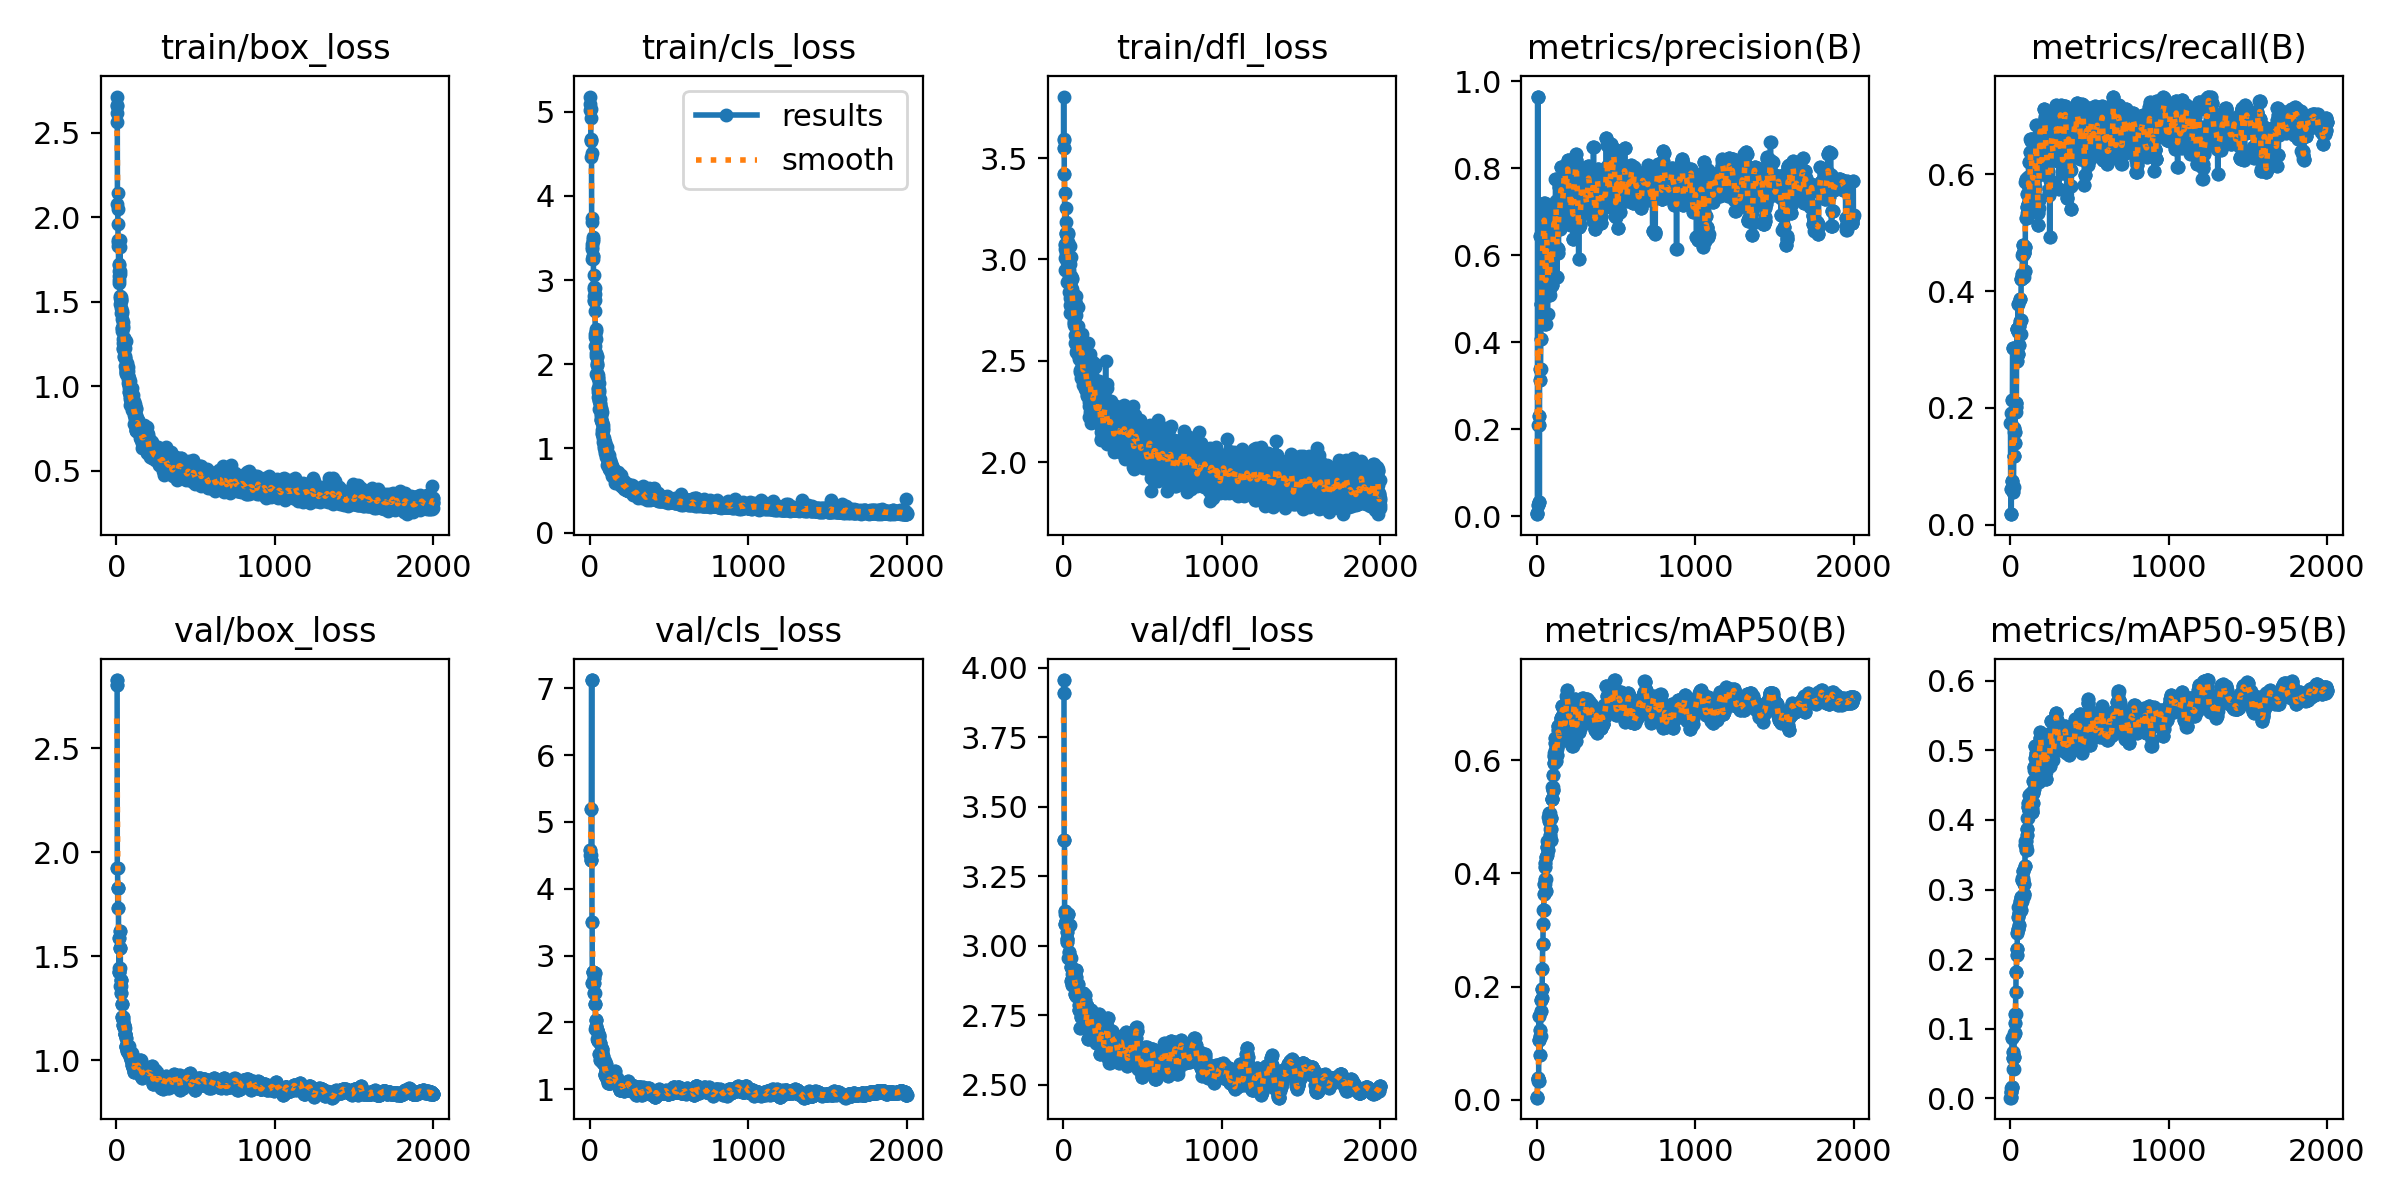 train/box_loss
2.5
2.0
1.5
1.0
0.5
0 1000 2000
train/cls_loss
results
smooth
5
4
3
2
1
0
0 1000 2000
train/dfl_loss
3.5
3.0
2.5
2.0
0 1000 2000
metrics/precision(B)
1.0
0.8
0.6
0.4
0.2
0.0
0 1000 2000
metrics/recall(B)
0.6
0.4
0.2
0.0
0 1000 2000
val/box_loss
2.5
2.0
1.5
1.0
0 1000 2000
val/cls_loss
7
6
5
4
3
2
1
0 1000 2000
val/dfl_loss
4.00
3.75
3.50
3.25
3.00
2.75
2.50
0 1000 2000
metrics/mAP50(B)
0.6
0.4
0.2
0.0
0 1000 2000
metrics/mAP50-95(B)
0.6
0.5
0.4
0.3
0.2
0.1
0.0
0 1000 2000